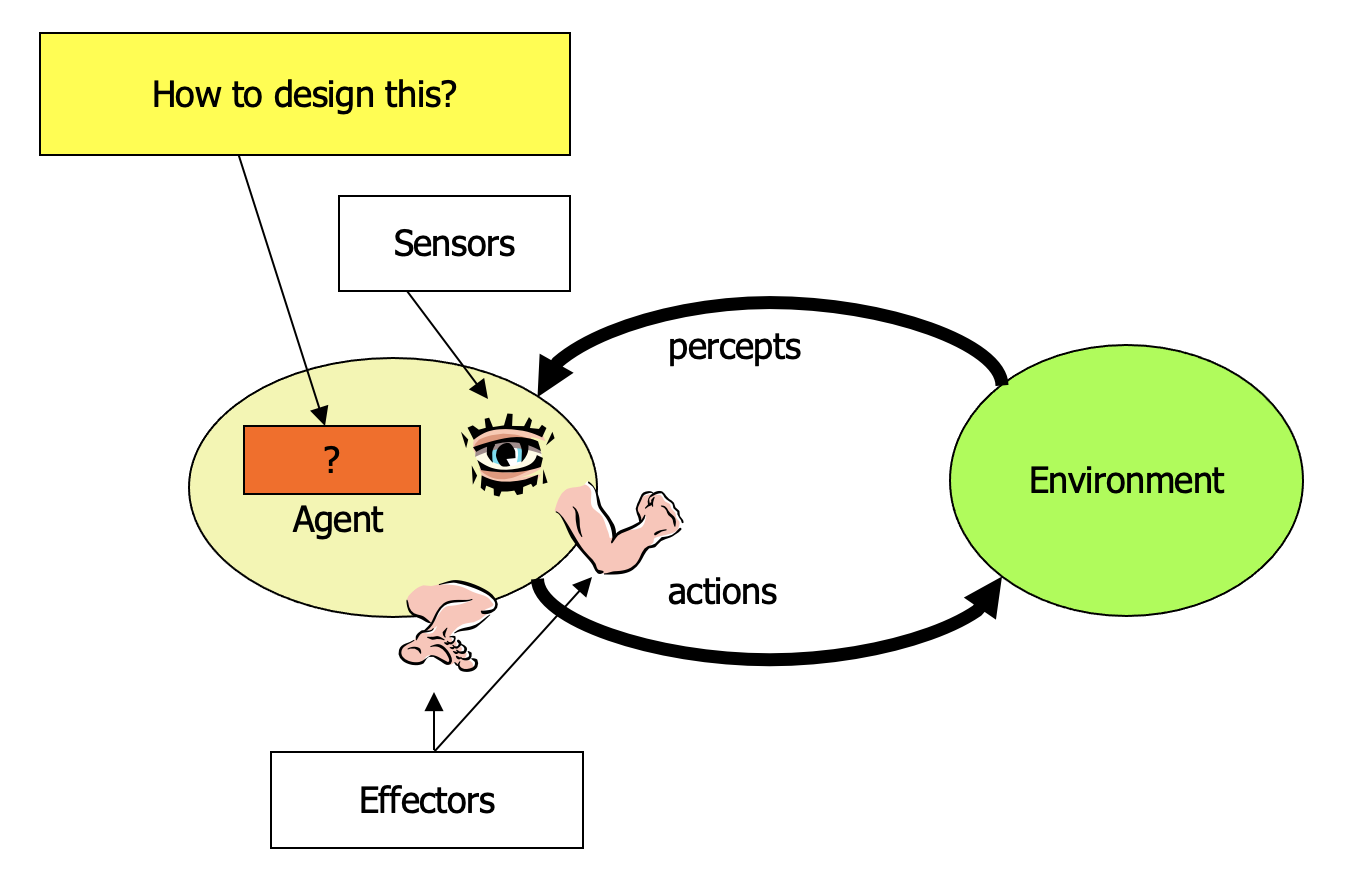 How to design this?
Sensors
percepts
?
Agent
Environment
actions
Effectors